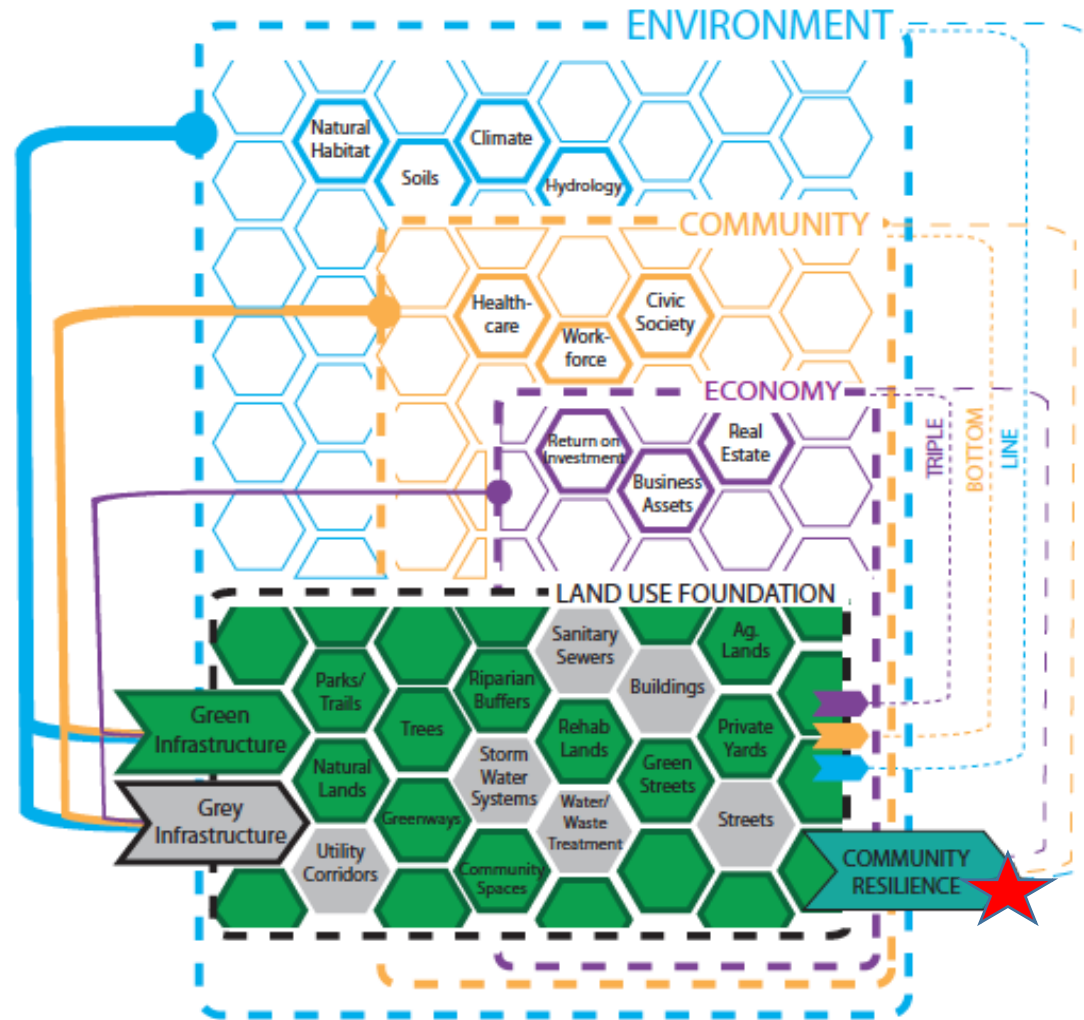 ENVIRONMENT
Natural
Habitat
Climate
Soils
Hydrology
COMMUNITY
Health-
care
Civic
Society
Work-
force
ECONOMY
Return on
Investment
Real
Estate
Business
Assets
TRIPLE
BOTTOM
LINE
LAND USE FOUNDATION
Sanitary
Sewers
Ag.
Lands
Parks/
Trails
Riparian
Buffers
Buildings
Green
Infrastructure
Trees
Rehab
Lands
Private
Yards
Natural
Lands
Storm
Water
Systems
Green
Streets
Grey
Infrastructure
Greenways
Water/
Waste
Treatment
Streets
Utility
Corridors
Community
Spaces
COMMUNITY
RESILIENCE